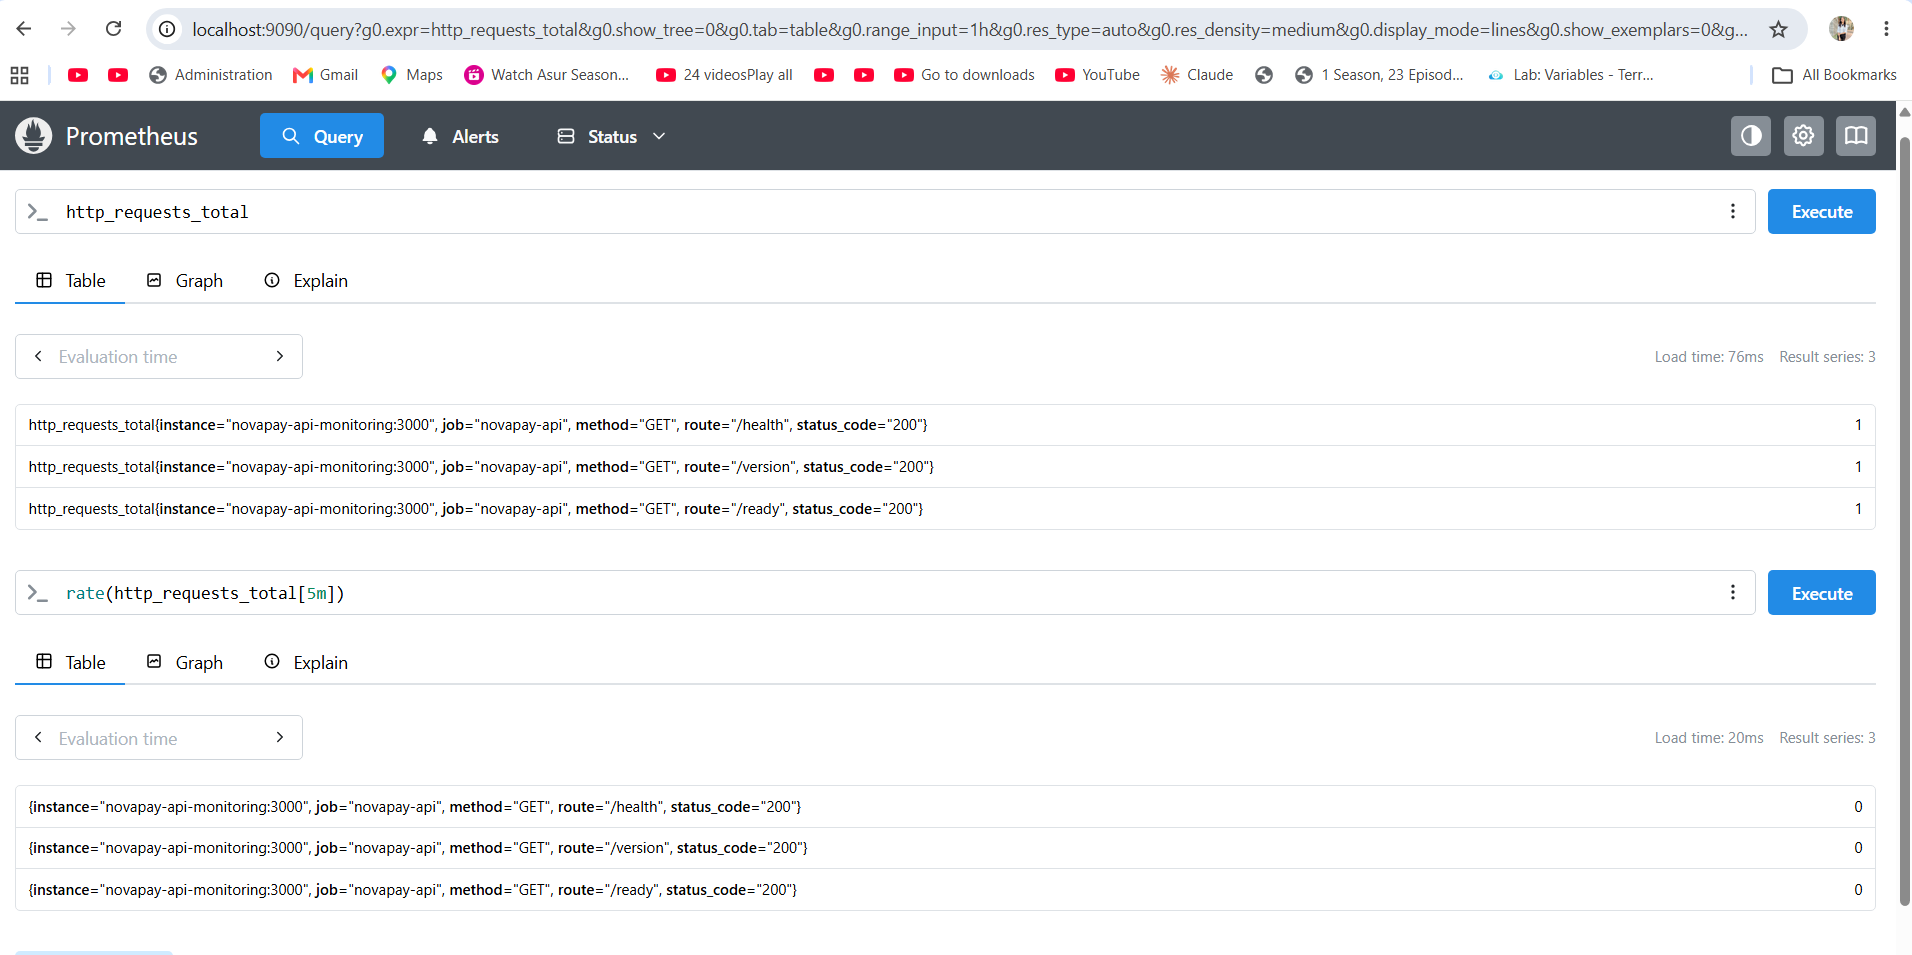 localhost:9090/query?g0.expr=http_requests_total&g0.show_tree=0&g0.tab=table&g0.range_input=1h&g0.res_type=auto&g0.res_density=medium&g0.display_mode=lines&g0.show_exemplars=0&g...
Administration Gmail Maps Watch Asur Season... 24 videosPlay all Go to downloads YouTube Claude 1 Season, 23 Episod... Lab: Variables - Terr... All Bookmarks
Prometheus Query Alerts Status
http_requests_total Execute
Table Graph Explain
Evaluation time Load time: 76ms Result series: 3
http_requests_total{instance="novapay-api-monitoring:3000", job="novapay-api", method="GET", route="/health", status_code="200"} 1
http_requests_total{instance="novapay-api-monitoring:3000", job="novapay-api", method="GET", route="/version", status_code="200"} 1
http_requests_total{instance="novapay-api-monitoring:3000", job="novapay-api", method="GET", route="/ready", status_code="200"} 1
rate(http_requests_total[5m]) Execute
Table Graph Explain
Evaluation time Load time: 20ms Result series: 3
{instance="novapay-api-monitoring:3000", job="novapay-api", method="GET", route="/health", status_code="200"} 0
{instance="novapay-api-monitoring:3000", job="novapay-api", method="GET", route="/version", status_code="200"} 0
{instance="novapay-api-monitoring:3000", job="novapay-api", method="GET", route="/ready", status_code="200"} 0